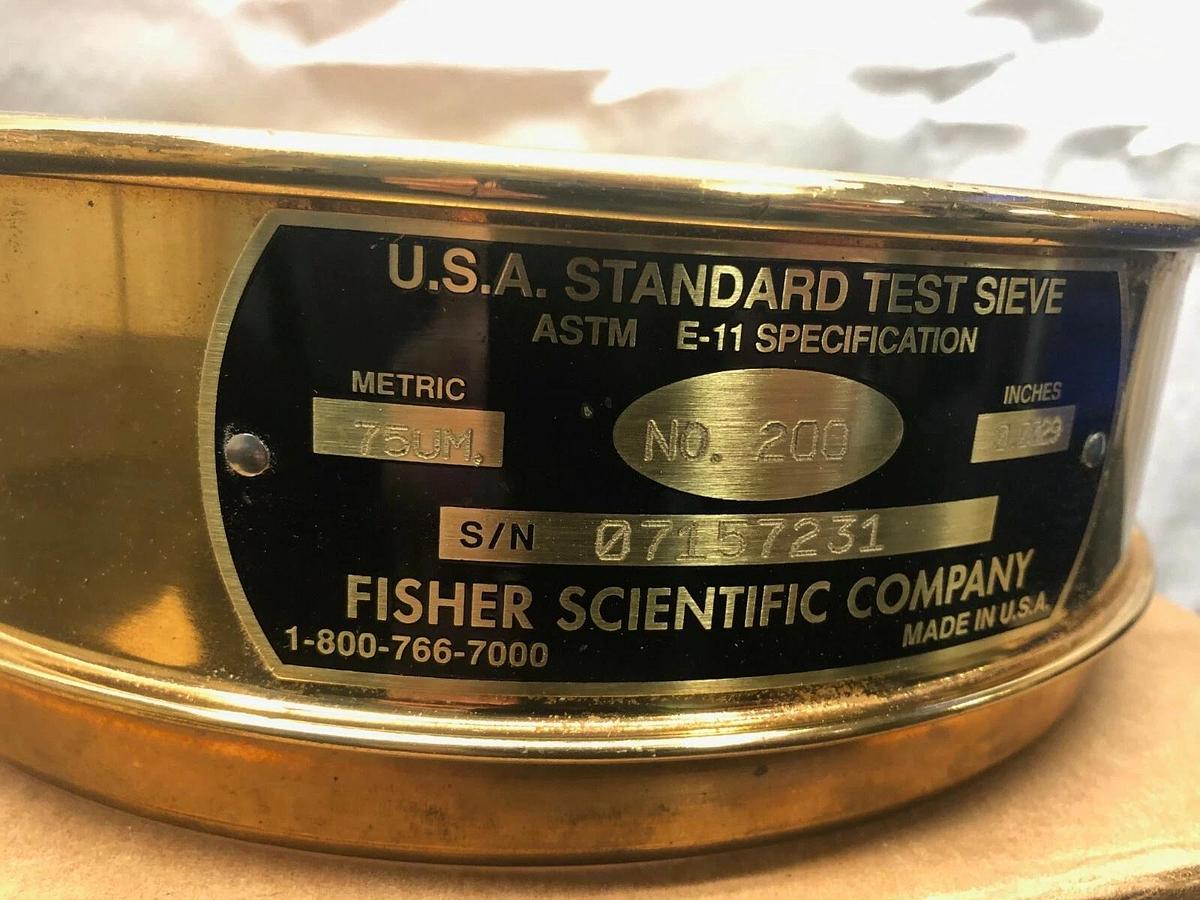 U.S.A. STANDARD TEST SIEVE
ASTM E-11 SPECIFICATION
METRIC
INCHES
75UM.
NO. 200
S/N 07157231
FISHER SCIENTIFIC COMPANY
1-800-766-7000
MADE IN U.S.A.